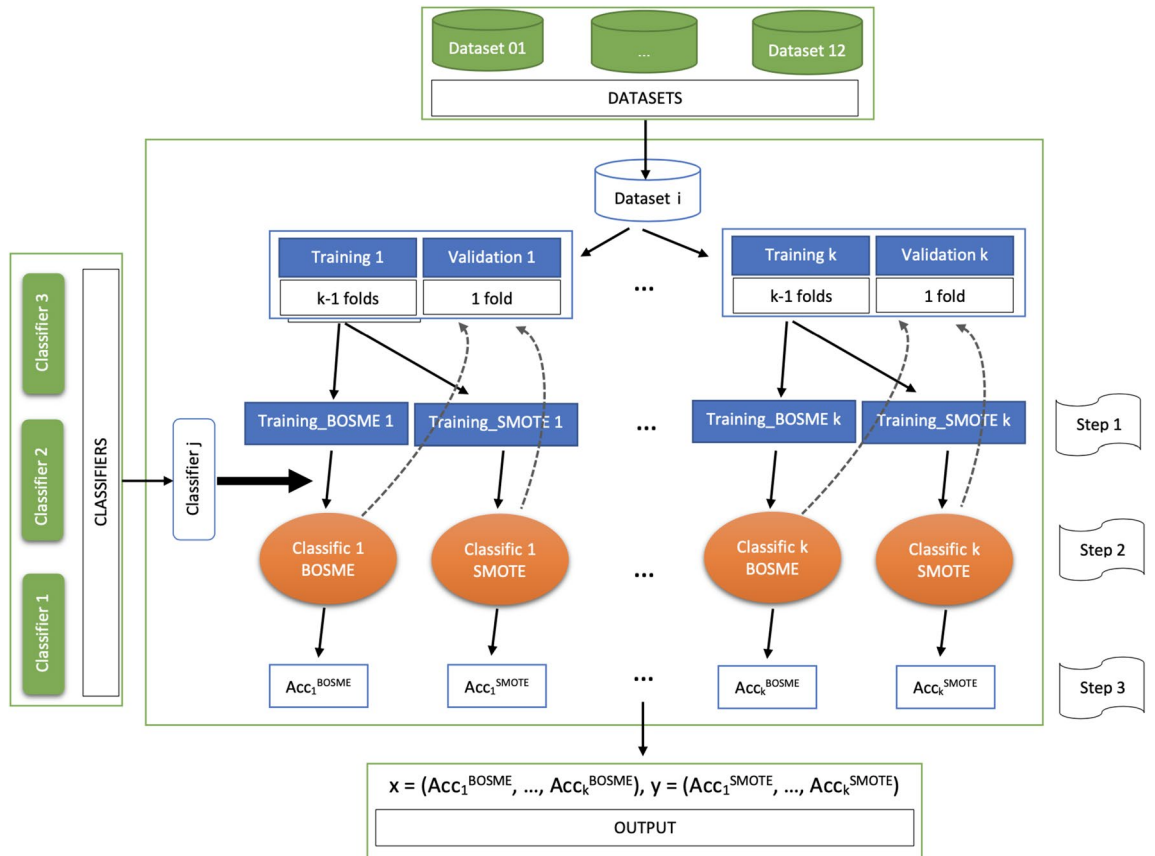 Dataset 01
...
Dataset 12
DATASETS
Dataset i
Training 1
Validation 1
k-1 folds
1 fold
...
Training k
Validation k
k-1 folds
1 fold
Classifier 3
Classifier 2
Classifier 1
CLASSIFIERS
Classifier j
Training_BOSME 1
Training_SMOTE 1
...
Training_BOSME k
Training_SMOTE k
Step 1
Classific 1
BOSME
Classific 1
SMOTE
...
Classific k
BOSME
Classific k
SMOTE
Step 2
Acc₁ᴮᴼˢᴹᴱ
Acc₁ˢᴹᴼᵀᴱ
...
Accₖᴮᴼˢᴹᴱ
Accₖˢᴹᴼᵀᴱ
Step 3
x = (Acc₁ᴮᴼˢᴹᴱ, ..., Accₖᴮᴼˢᴹᴱ), y = (Acc₁ˢᴹᴼᵀᴱ, ..., Accₖˢᴹᴼᵀᴱ)
OUTPUT